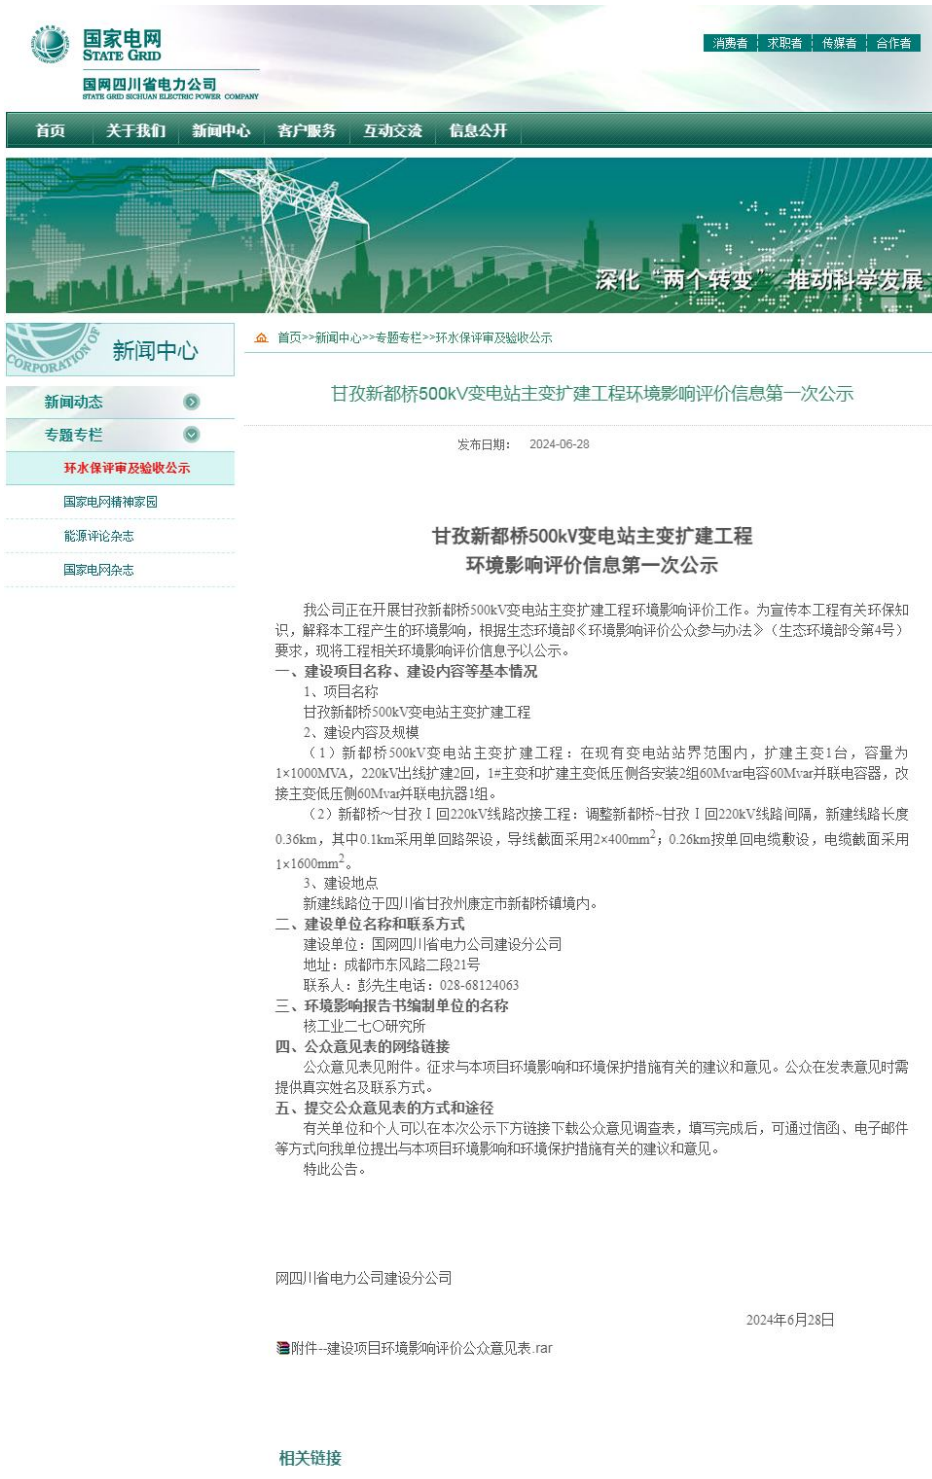 国家电网
STATE GRID
国网四川省电力公司
STATE GRID SICHUAN ELECTRIC POWER COMPANY
消费者 求职者 传媒者 合作者
首页 关于我们 新闻中心 客户服务 互动交流 信息公开
深化“两个转变” 推动科学发展
CORPORATION OF
新闻中心
首页>>新闻中心>>专题专栏>>环水保评审及验收公示
新闻动态
专题专栏
环水保评审及验收公示
国家电网精神家园
能源评论杂志
国家电网杂志
甘孜新都桥500kV变电站主变扩建工程环境影响评价信息第一次公示
发布日期： 2024-06-28
甘孜新都桥500kV变电站主变扩建工程
环境影响评价信息第一次公示
我公司正在开展甘孜新都桥500kV变电站主变扩建工程环境影响评价工作。为宣传本工程有关环保知
识，解释本工程产生的环境影响，根据生态环境部《环境影响评价公众参与办法》（生态环境部令第4号）
要求，现将工程相关环境影响评价信息予以公示。
一、建设项目名称、建设内容等基本情况
1、项目名称
甘孜新都桥500kV变电站主变扩建工程
2、建设内容及规模
（1）新都桥500kV变电站主变扩建工程：在现有变电站站界范围内，扩建主变1台，容量为
1×1000MVA，220kV出线扩建2回，1#主变和扩建主变低压侧各安装2组60Mvar电容60Mvar并联电容器，改
接主变低压侧60Mvar并联电抗器1组。
（2）新都桥～甘孜Ⅰ回220kV线路改接工程：调整新都桥~甘孜Ⅰ回220kV线路间隔，新建线路长度
0.36km，其中0.1km采用单回路架设，导线截面采用2×400mm²；0.26km按单回电缆敷设，电缆截面采用
1×1600mm²。
3、建设地点
新建线路位于四川省甘孜州康定市新都桥镇境内。
二、建设单位名称和联系方式
建设单位：国网四川省电力公司建设分公司
地址：成都市东风路二段21号
联系人：彭先生电话：028-68124063
三、环境影响报告书编制单位的名称
核工业二七〇研究所
四、公众意见表的网络链接
公众意见表见附件。征求与本项目环境影响和环境保护措施有关的建议和意见。公众在发表意见时需
提供真实姓名及联系方式。
五、提交公众意见表的方式和途径
有关单位和个人可以在本次公示下方链接下载公众意见调查表，填写完成后，可通过信函、电子邮件
等方式向我单位提出与本项目环境影响和环境保护措施有关的建议和意见。
特此公告。
网四川省电力公司建设分公司
2024年6月28日
附件--建设项目环境影响评价公众意见表.rar
相关链接